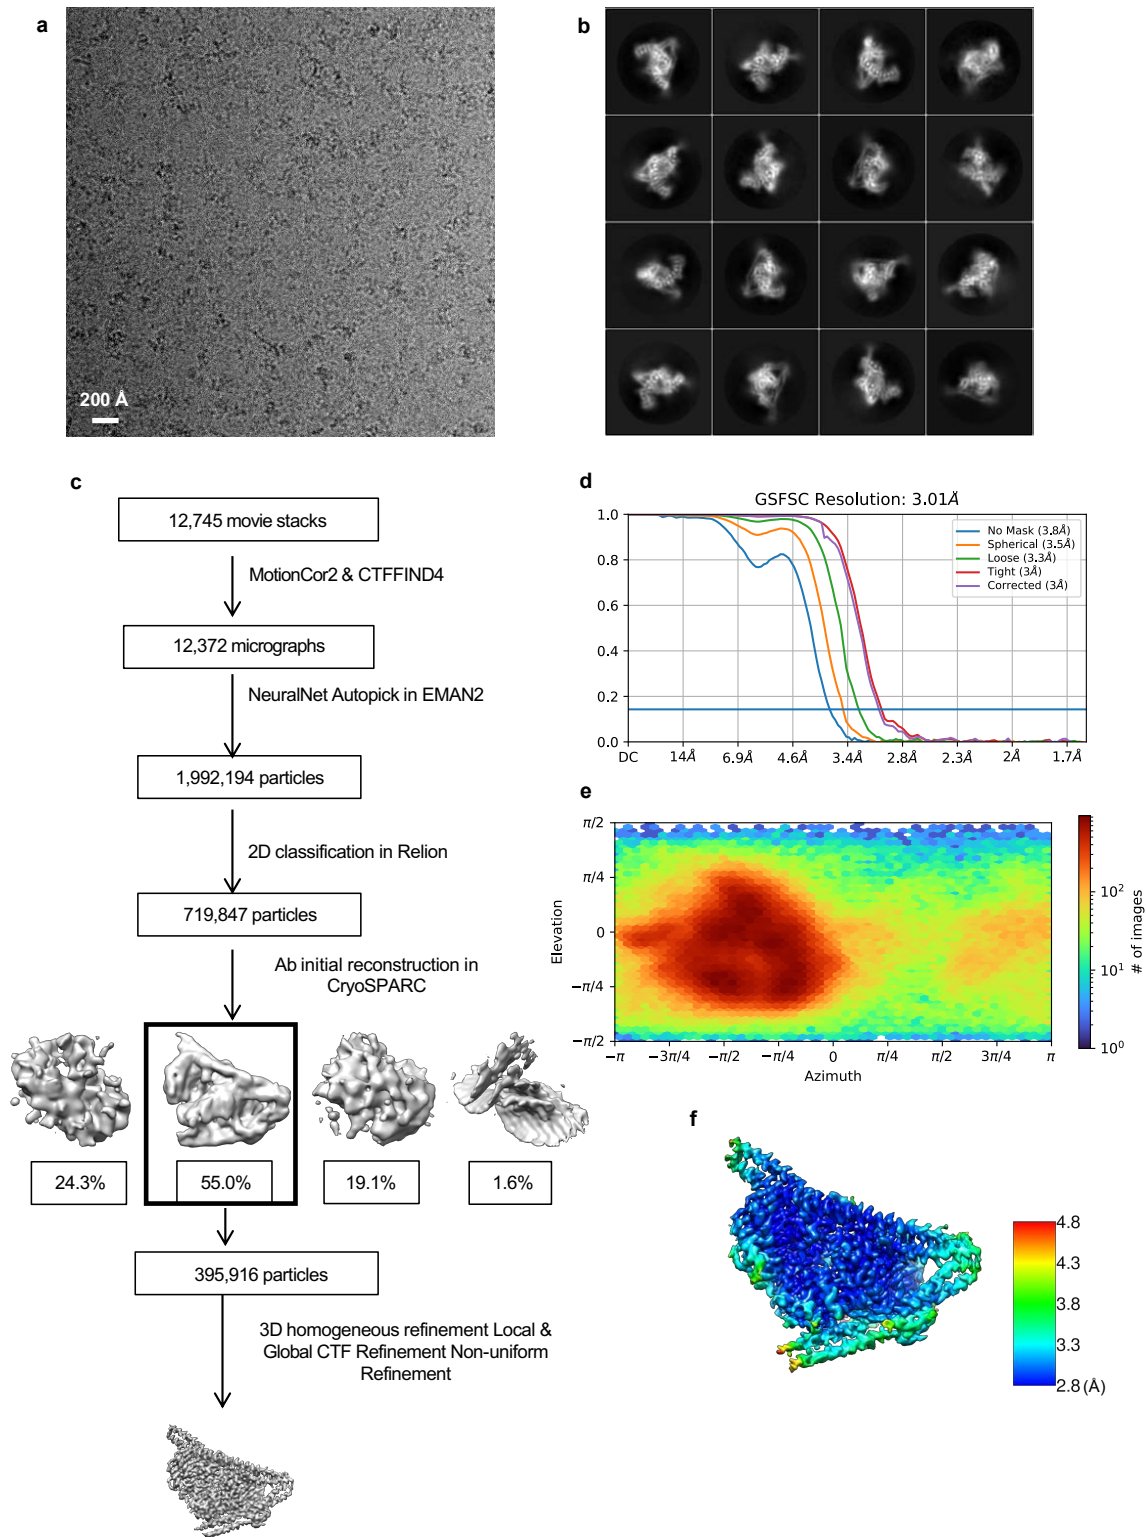 a
200 Å
b
c
12,745 movie stacks
MotionCor2 & CTFFIND4
12,372 micrographs
NeuralNet Autopick in EMAN2
1,992,194 particles
2D classification in Relion
719,847 particles
Ab initial reconstruction in
CryoSPARC
24.3%
55.0%
19.1%
1.6%
395,916 particles
3D homogeneous refinement Local &
Global CTF Refinement Non-uniform
Refinement
d
GSFSC Resolution: 3.01Å
1.0
0.8
0.6
0.4
0.2
0.0
No Mask (3.8Å)
Spherical (3.5Å)
Loose (3.3Å)
Tight (3Å)
Corrected (3Å)
DC 14Å 6.9Å 4.6Å 3.4Å 2.8Å 2.3Å 2Å 1.7Å
e
Elevation
π/2
π/4
0
−π/4
−π/2
−π −3π/4 −π/2 −π/4 0 π/4 π/2 3π/4 π
Azimuth
10²
10¹
10⁰
# of images
f
4.8
4.3
3.8
3.3
2.8 (Å)